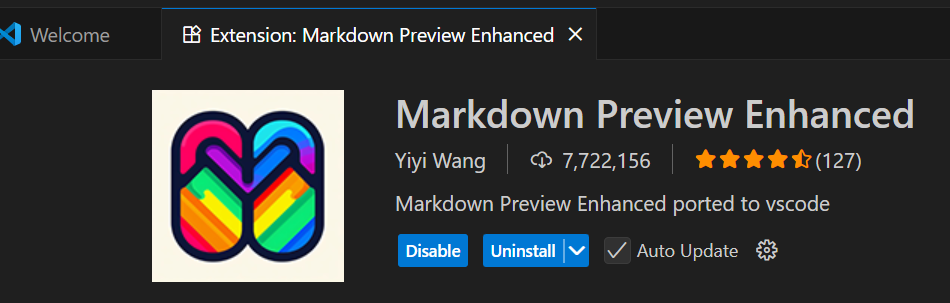 Welcome
Extension: Markdown Preview Enhanced
Markdown Preview Enhanced
Yiyi Wang 7,722,156 (127)
Markdown Preview Enhanced ported to vscode
Disable Uninstall Auto Update